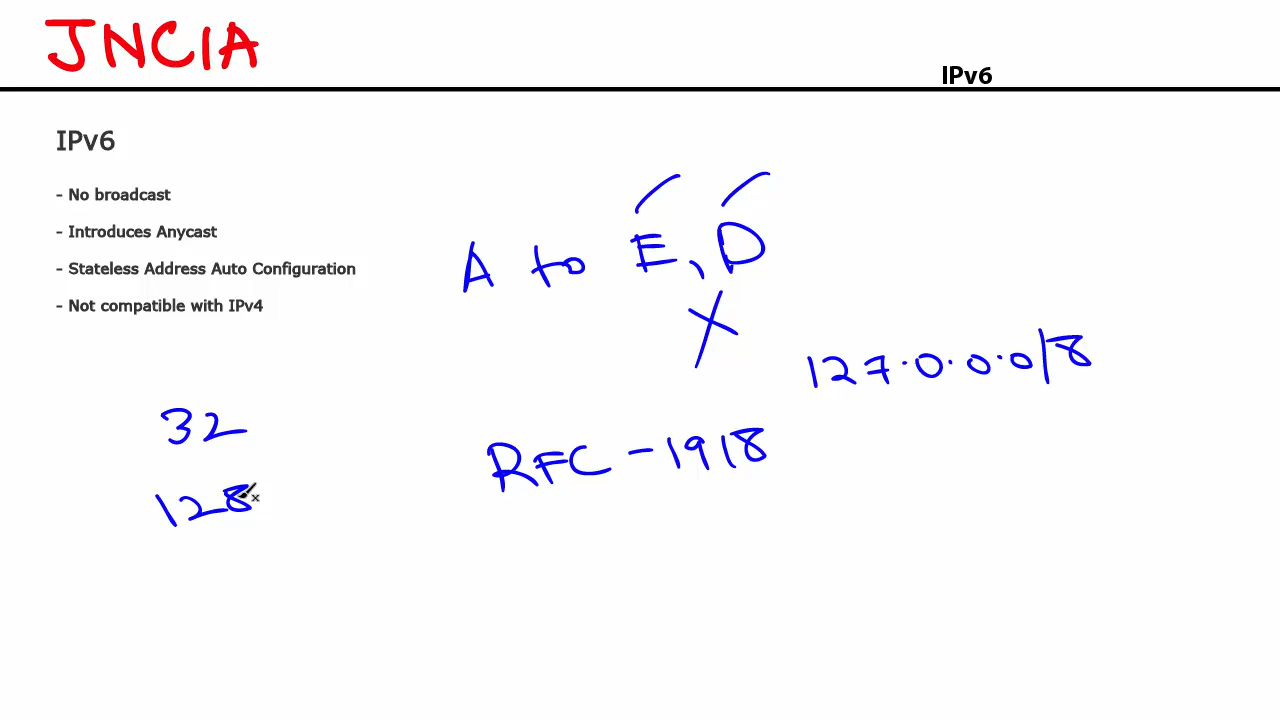 JNCIA
IPv6
IPv6
- No broadcast
- Introduces Anycast
- Stateless Address Auto Configuration
- Not compatible with IPv4
A to E, D
127.0.0.0/8
32
RFC - 1918
128